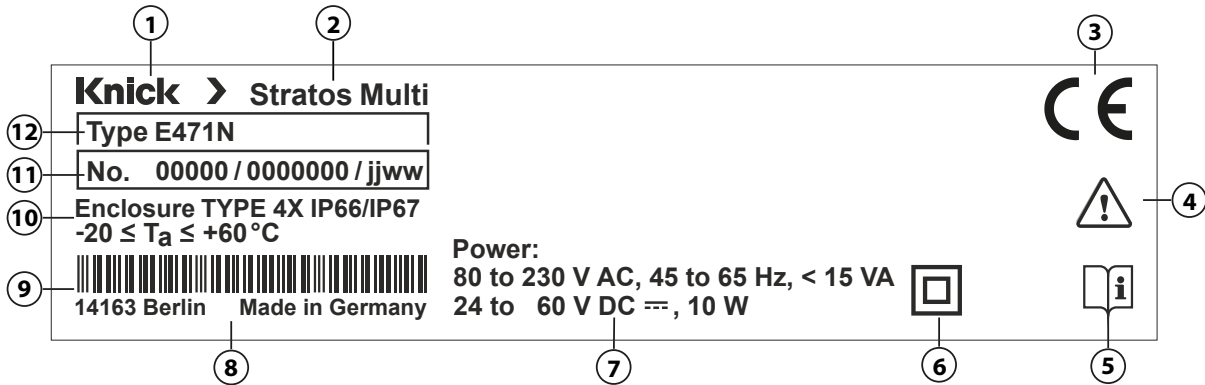 1
2
3
Knick > Stratos Multi
CE
12
Type E471N
11
No. 00000 / 0000000 / jjww
4
10
Enclosure TYPE 4X IP66/IP67
-20 ≤ Ta ≤ +60°C
Power:
80 to 230 V AC, 45 to 65 Hz, < 15 VA
24 to 60 V DC ⎓, 10 W
i
9
14163 Berlin Made in Germany
8
7
6
5